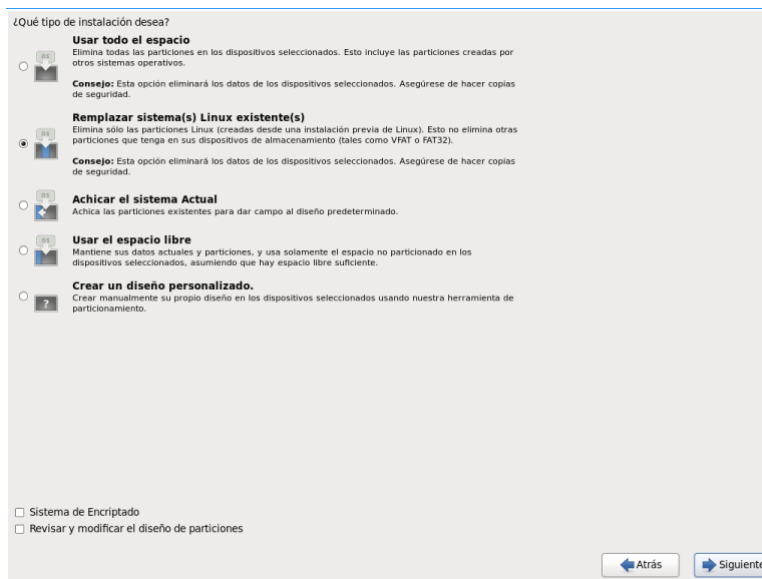 ¿Qué tipo de instalación desea?
Usar todo el espacio
Elimina todas las particiones en los dispositivos seleccionados. Esto incluye las particiones creadas por
otros sistemas operativos.
Consejo: Esta opción eliminará los datos de los dispositivos seleccionados. Asegúrese de hacer copias
de seguridad.
Remplazar sistema(s) Linux existente(s)
Elimina sólo las particiones Linux (creadas desde una instalación previa de Linux). Esto no elimina otras
particiones que tenga en sus dispositivos de almacenamiento (tales como VFAT o FAT32).
Consejo: Esta opción eliminará los datos de los dispositivos seleccionados. Asegúrese de hacer copias
de seguridad.
Achicar el sistema Actual
Achica las particiones existentes para dar campo al diseño predeterminado.
Usar el espacio libre
Mantiene sus datos actuales y particiones, y usa solamente el espacio no particionado en los
dispositivos seleccionados, asumiendo que hay espacio libre suficiente.
Crear un diseño personalizado.
Crear manualmente su propio diseño en los dispositivos seleccionados usando nuestra herramienta de
particionamiento.
Sistema de Encriptado
Revisar y modificar el diseño de particiones
Atrás
Siguiente